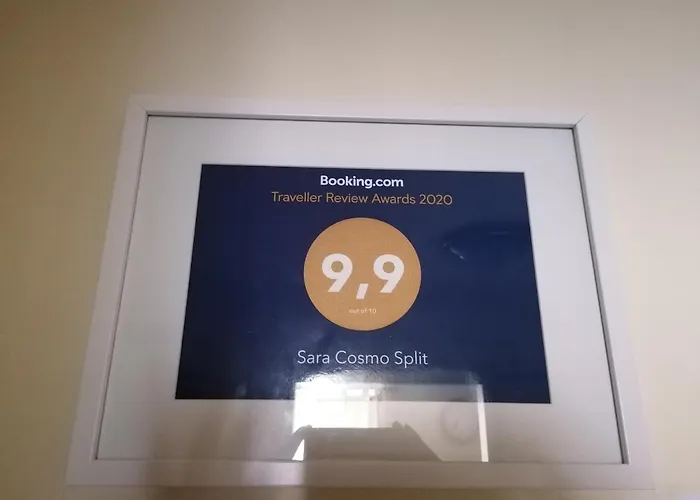 Booking.com
Traveller Review Awards 2020
9,9
out of 10
Sara Cosmo Split